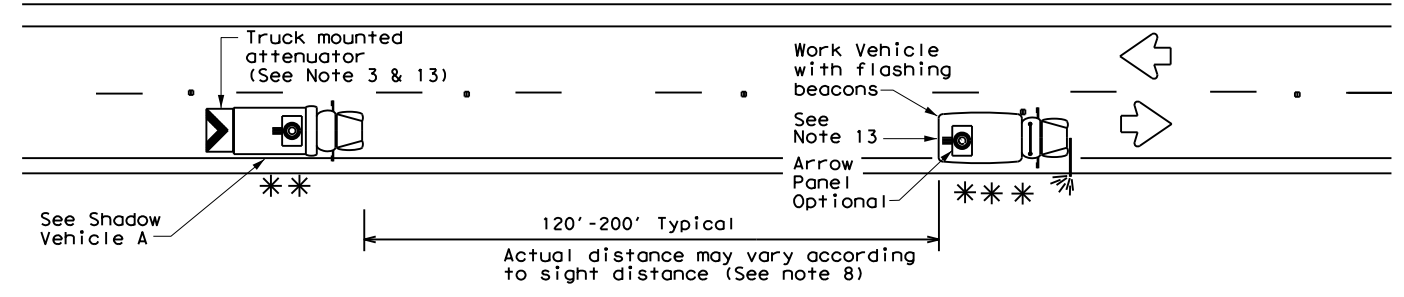 Truck mounted
attenuator
(See Note 3 & 13)
Work Vehicle
with flashing
beacons
See
Note 13
Arrow
Panel
Optional
See Shadow
Vehicle A
120'-200' Typical
Actual distance may vary according
to sight distance (See note 8)